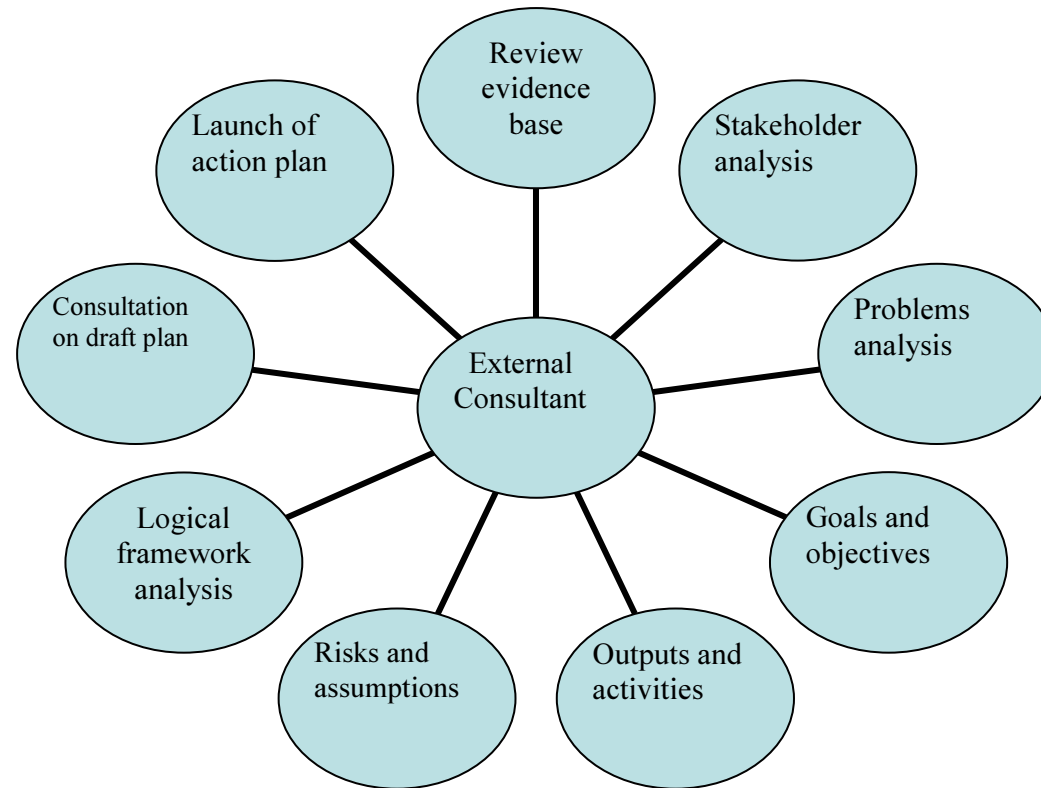 Review
evidence
base
Stakeholder
analysis
Problems
analysis
Goals and
objectives
Outputs and
activities
Risks and
assumptions
Logical
framework
analysis
Consultation
on draft plan
Launch of
action plan
External
Consultant